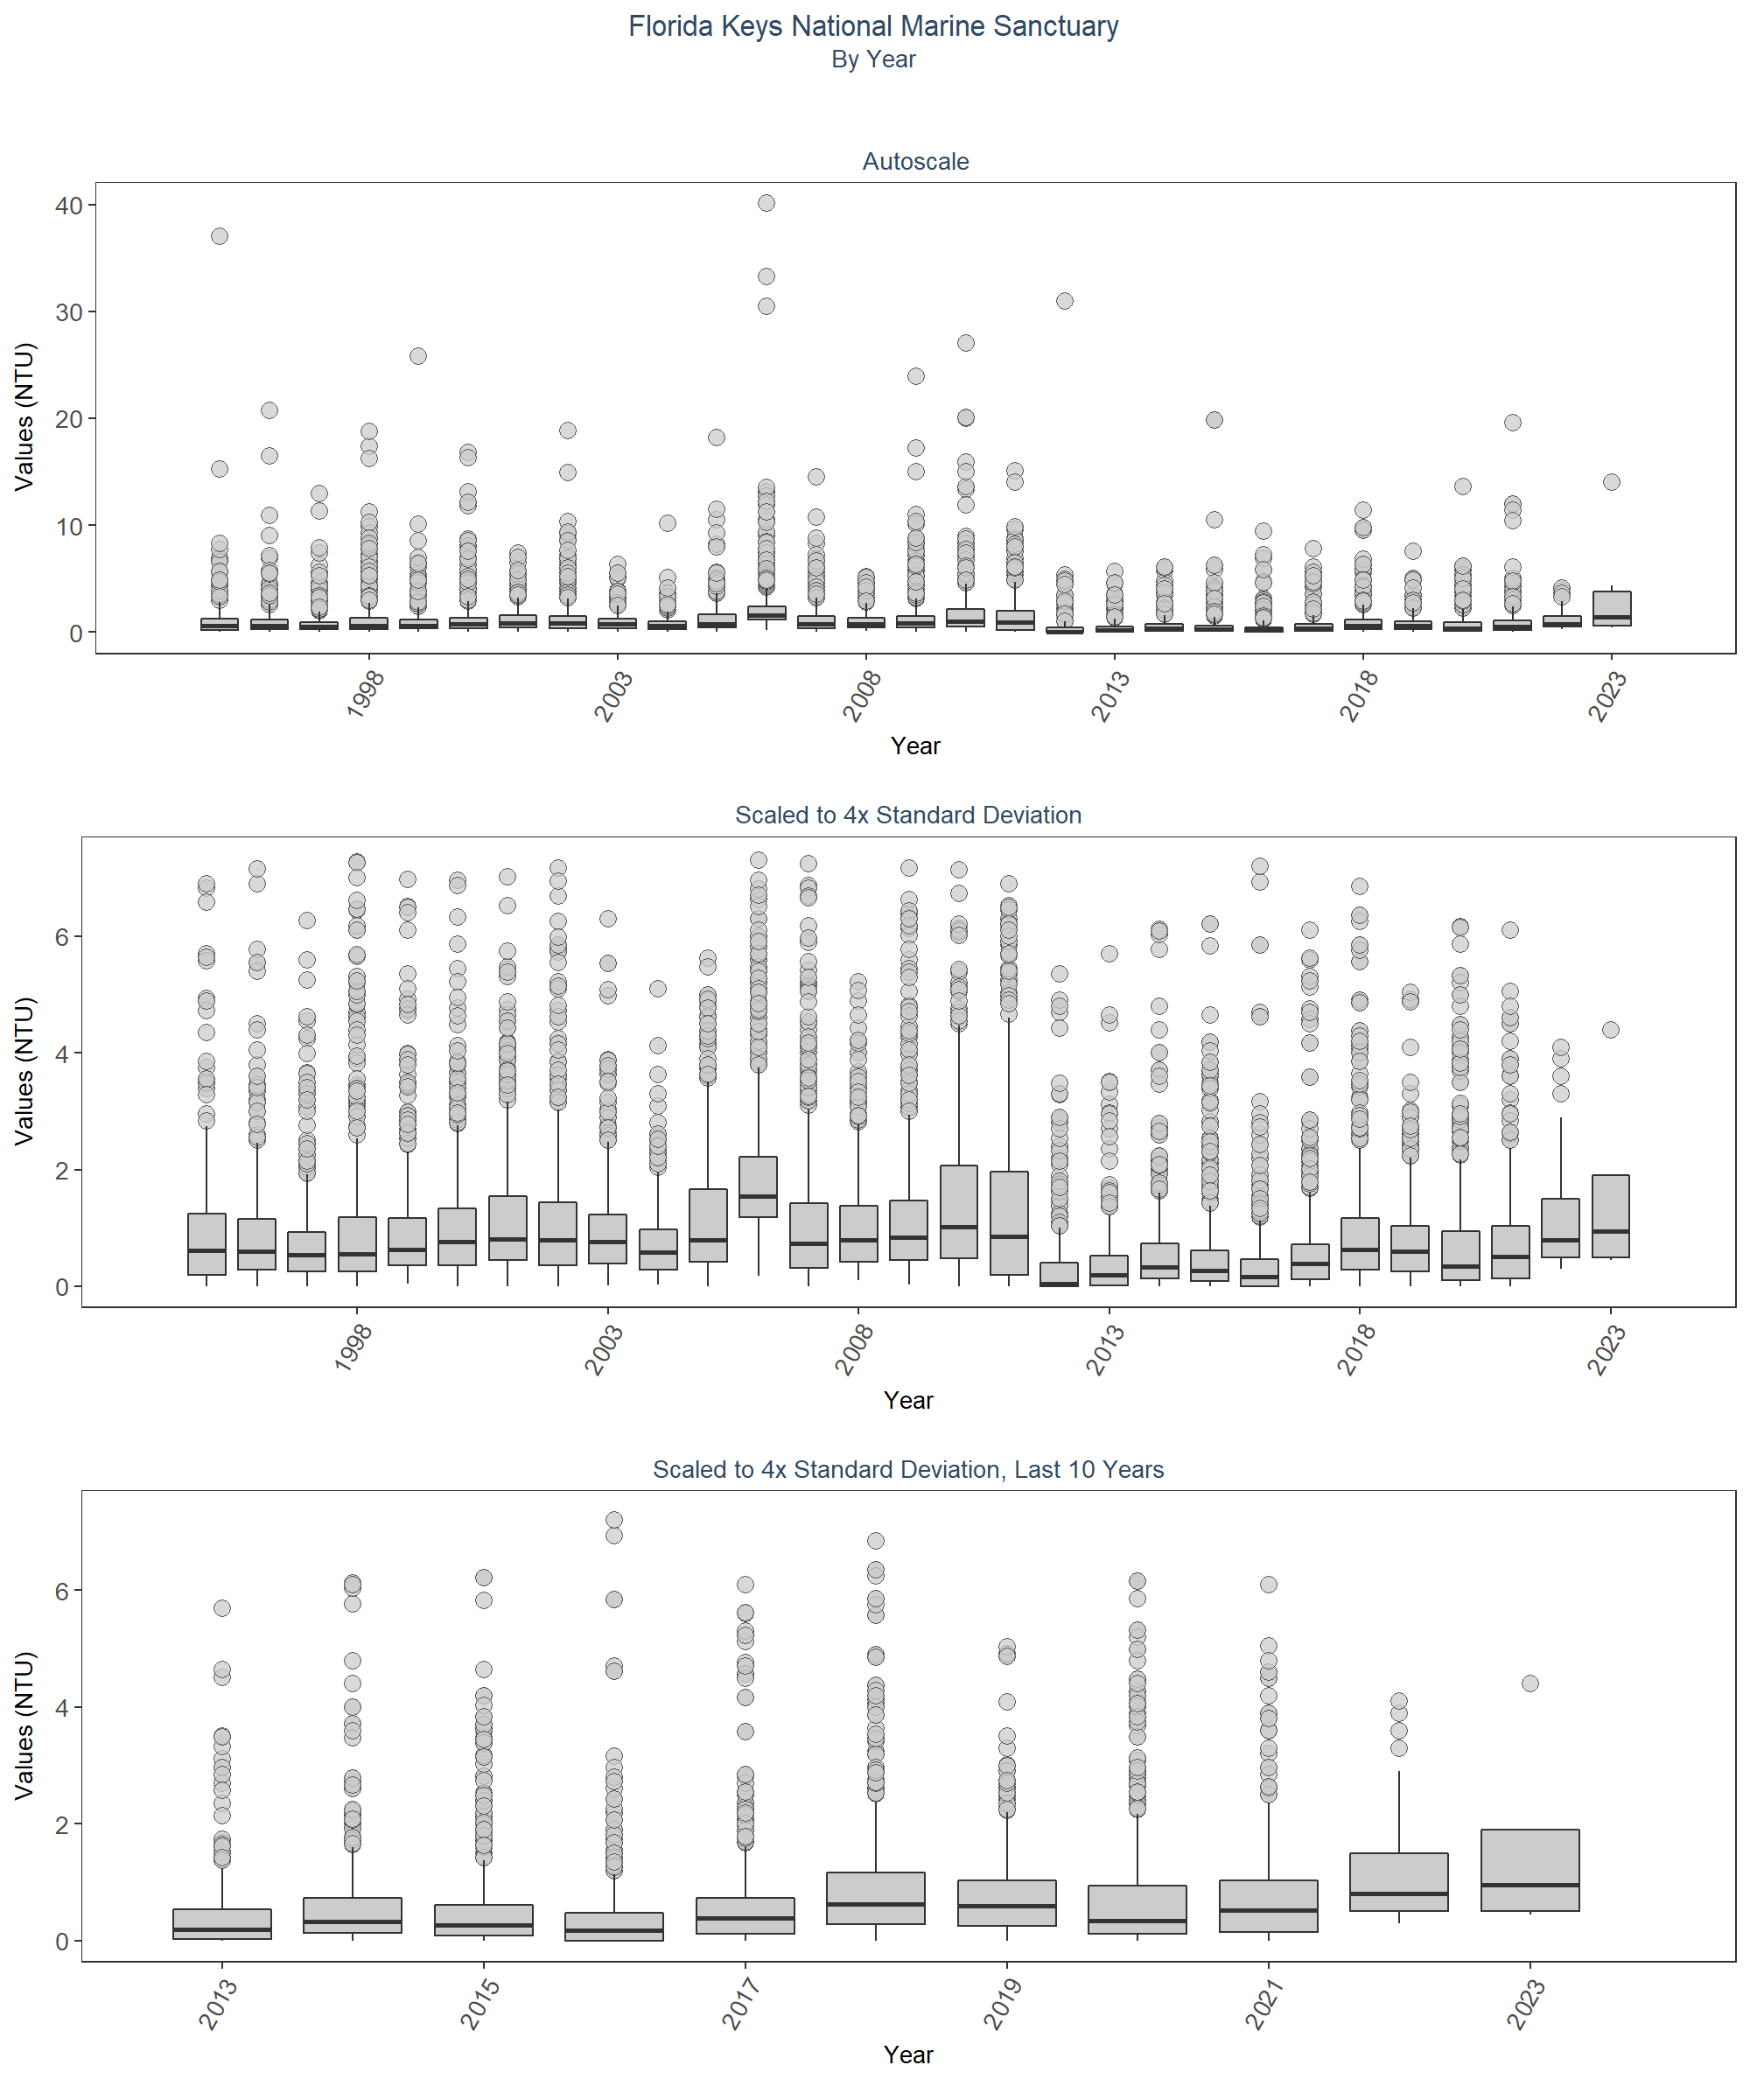 Florida Keys National Marine Sanctuary
By Year
Autoscale
Values (NTU)
40
30
20
10
0
1998
2003
2008
2013
2018
2023
Year
Scaled to 4x Standard Deviation
Values (NTU)
6
4
2
0
1998
2003
2008
2013
2018
2023
Year
Scaled to 4x Standard Deviation, Last 10 Years
Values (NTU)
6
4
2
0
2013
2015
2017
2019
2021
2023
Year